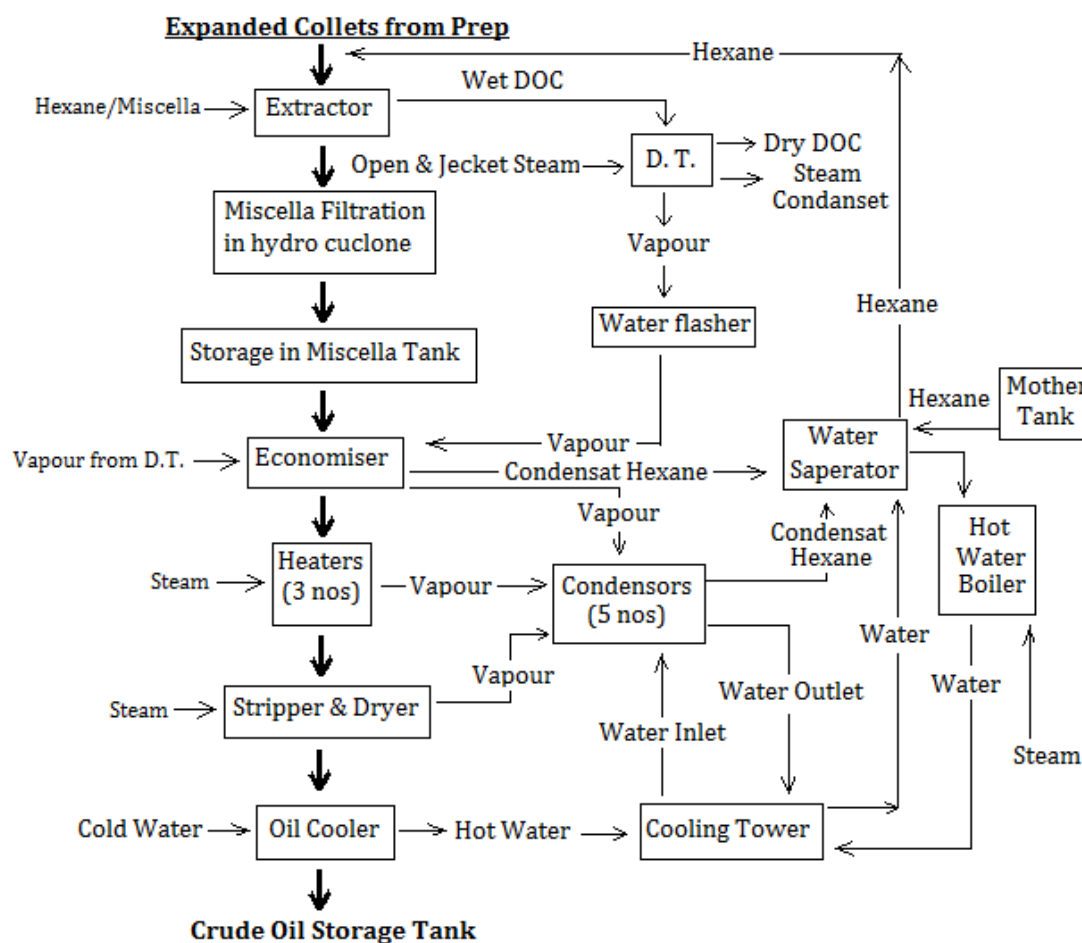 Expanded Collets from Prep
Hexane
Wet DOC
Hexane/Miscella
Extractor
Dry DOC
Open & Jecket Steam
D. T.
Steam
Condanset
Miscella Filtration
in hydro cuclone
Vapour
Hexane
Water flasher
Storage in Miscella Tank
Mother
Tank
Hexane
Vapour
Water
Saperator
Vapour from D.T.
Economiser
Condensat Hexane
Vapour
Condensat
Hexane
Hot
Water
Boiler
Heaters
(3 nos)
Steam
Vapour
Condensors
(5 nos)
Water
Vapour
Water
Water Outlet
Steam
Stripper & Dryer
Water Inlet
Steam
Cold Water
Oil Cooler
Hot Water
Cooling Tower
Crude Oil Storage Tank